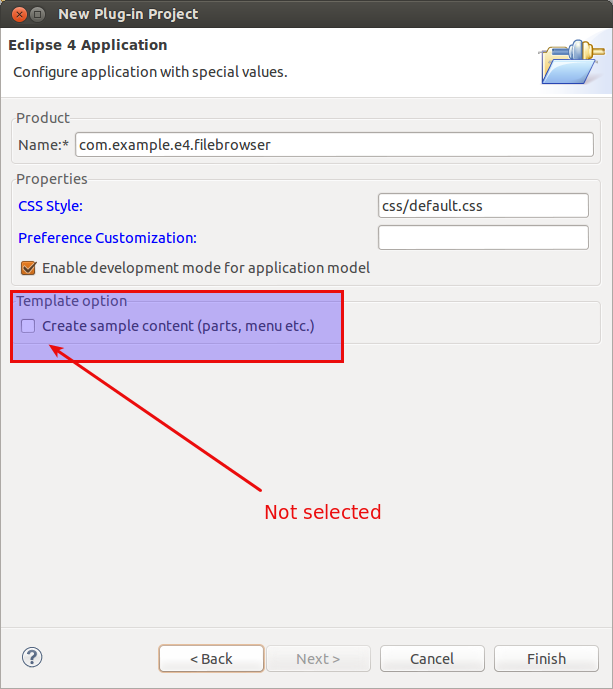 New Plug-in Project
Eclipse 4 Application
Configure application with special values.
Product
Name:* com.example.e4.filebrowser
Properties
CSS Style: css/default.css
Preference Customization:
Enable development mode for application model
Template option
Create sample content (parts, menu etc.)
Not selected
? < Back Next > Cancel Finish